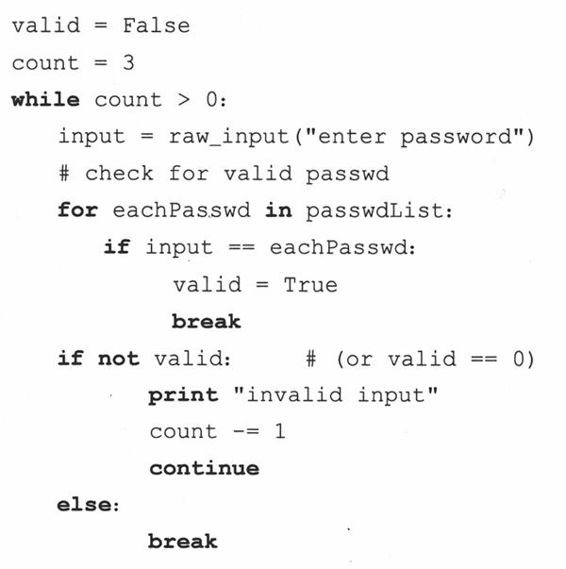 valid = False
count = 3
while count > 0:
input = raw_input("enter password")
# check for valid passwd
for eachPasswd in passwdList:
if input == eachPasswd:
valid = True
break
if not valid: # (or valid == 0)
print "invalid input"
count -= 1
continue
else:
break